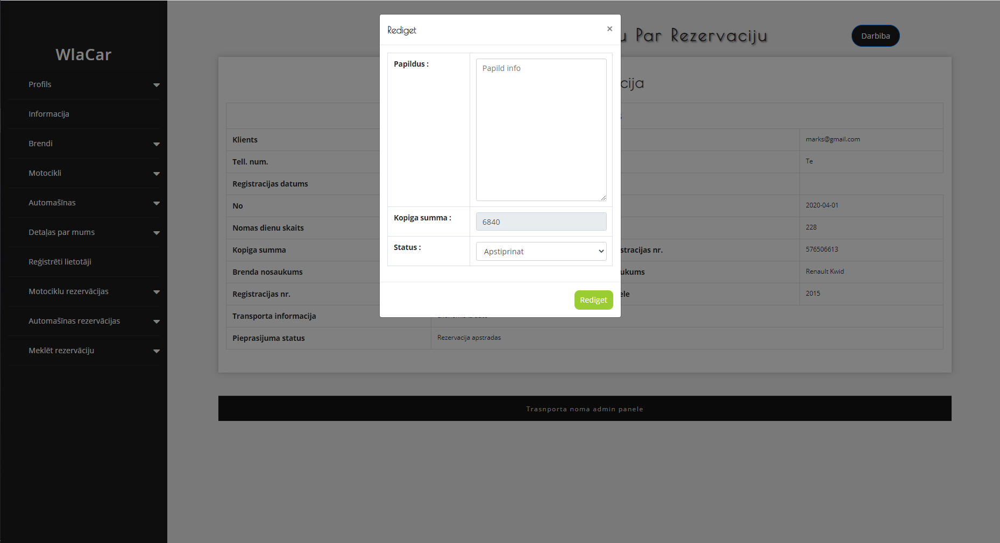 WlaCar
Profils
Informacija
Brendi
Motocikli
Automašīnas
Detaļas par mums
Reģistrēti lietotāji
Motociklu rezervācijas
Automašīnas rezervācijas
Meklēt rezervāciju
Par Rezervaciju
Darbiba
Rediget
×
Papildus :
Papild info
Kopiga summa :
6840
Status :
Apstiprinat
Rediget
cija
Klients
marks@gmail.com
Tell. num.
Te
Registracijas datums
No
2020-04-01
Nomas dienu skaits
228
Kopiga summa
stracijas nr.
576506613
Brenda nosaukums
ukums
Renault Kwid
Registracijas nr.
ele
2015
Transporta informacija
Pieprasijuma status
Rezervacija apstradas
Trasnporta noma admin panele